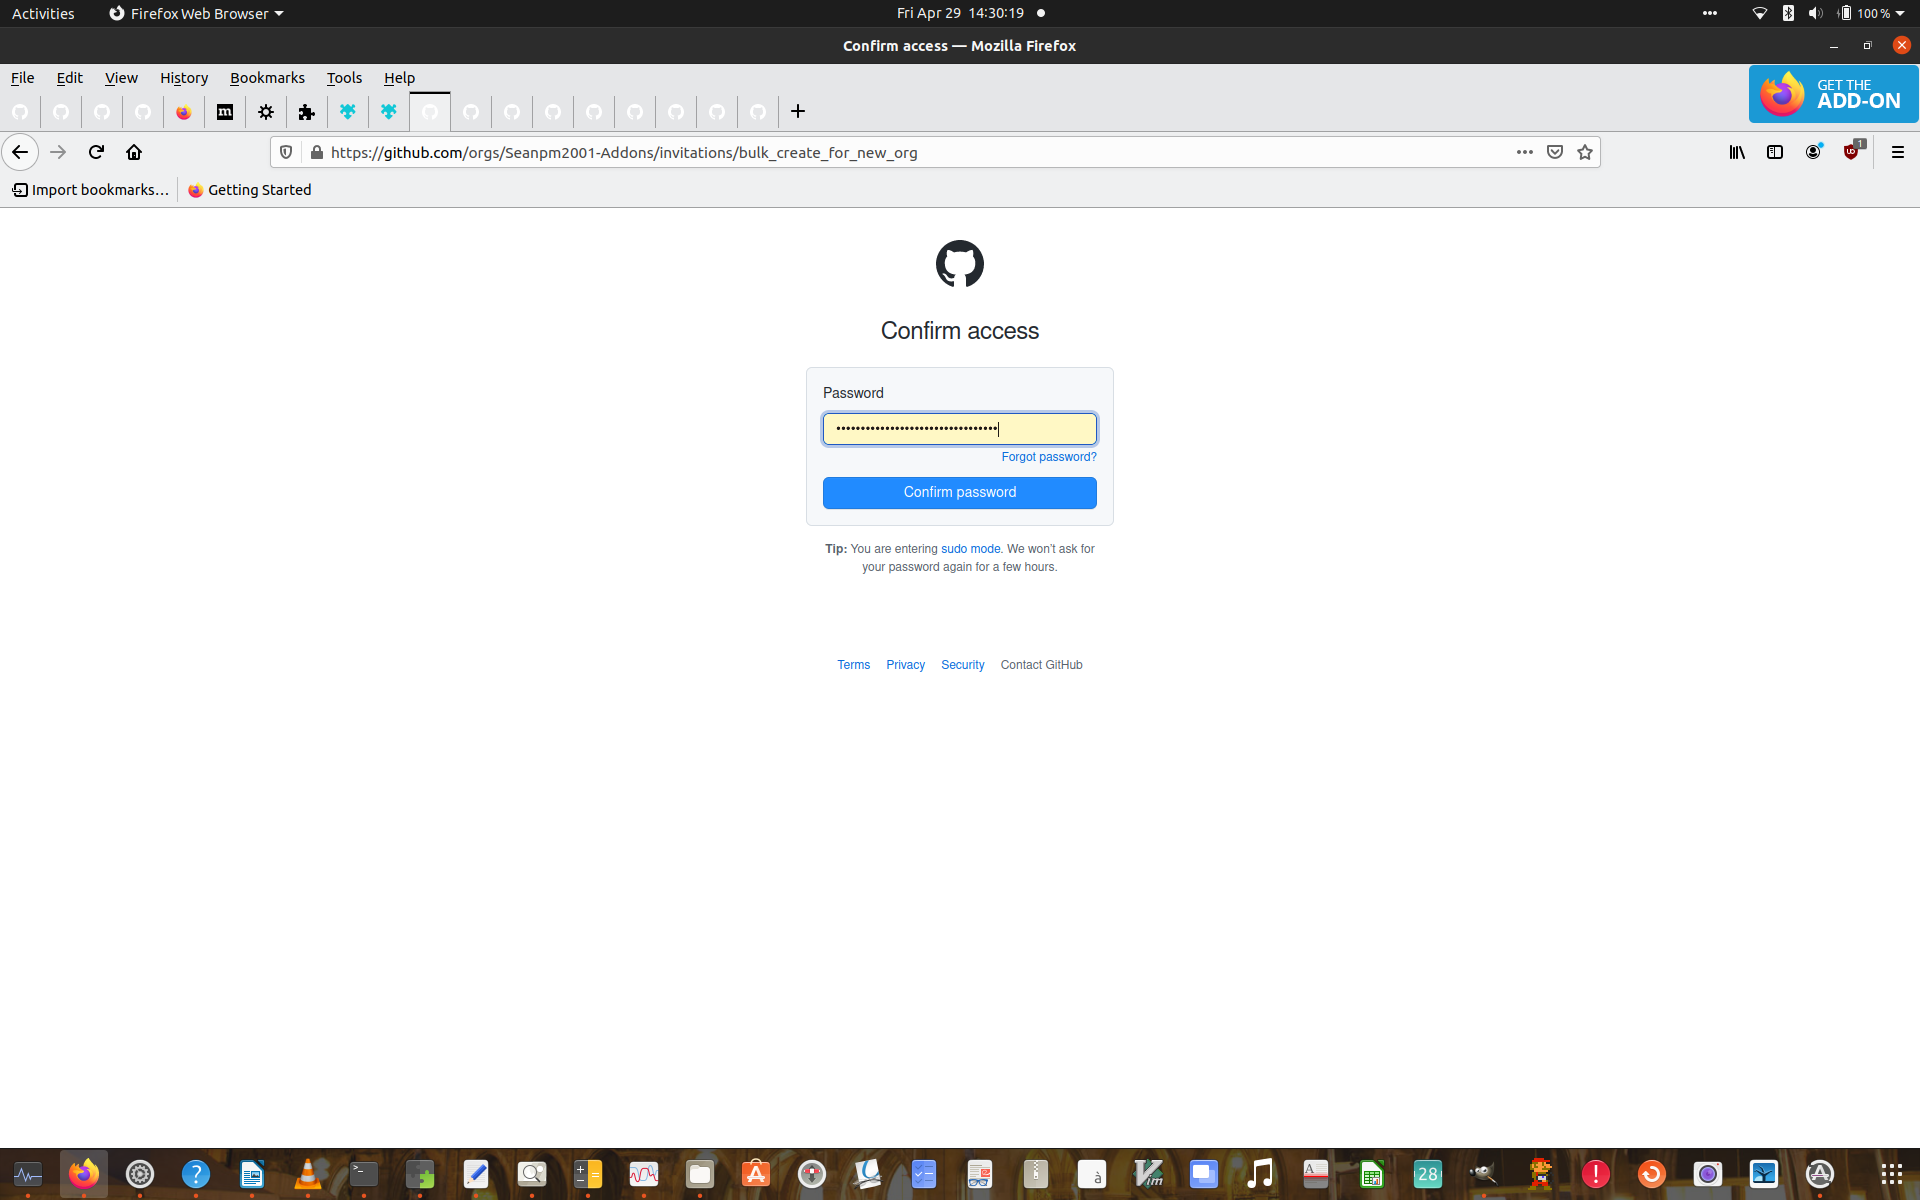 Activities
Firefox Web Browser
Fri Apr 29 14:30:19
100 %
Confirm access — Mozilla Firefox
File Edit View History Bookmarks Tools Help
GET THE
ADD-ON
m
https://github.com/orgs/Seanpm2001-Addons/invitations/bulk_create_for_new_org
1
Import bookmarks...
Getting Started
Confirm access
Password
Forgot password?
Confirm password
Tip: You are entering sudo mode. We won't ask for
your password again for a few hours.
Terms Privacy Security Contact GitHub
28